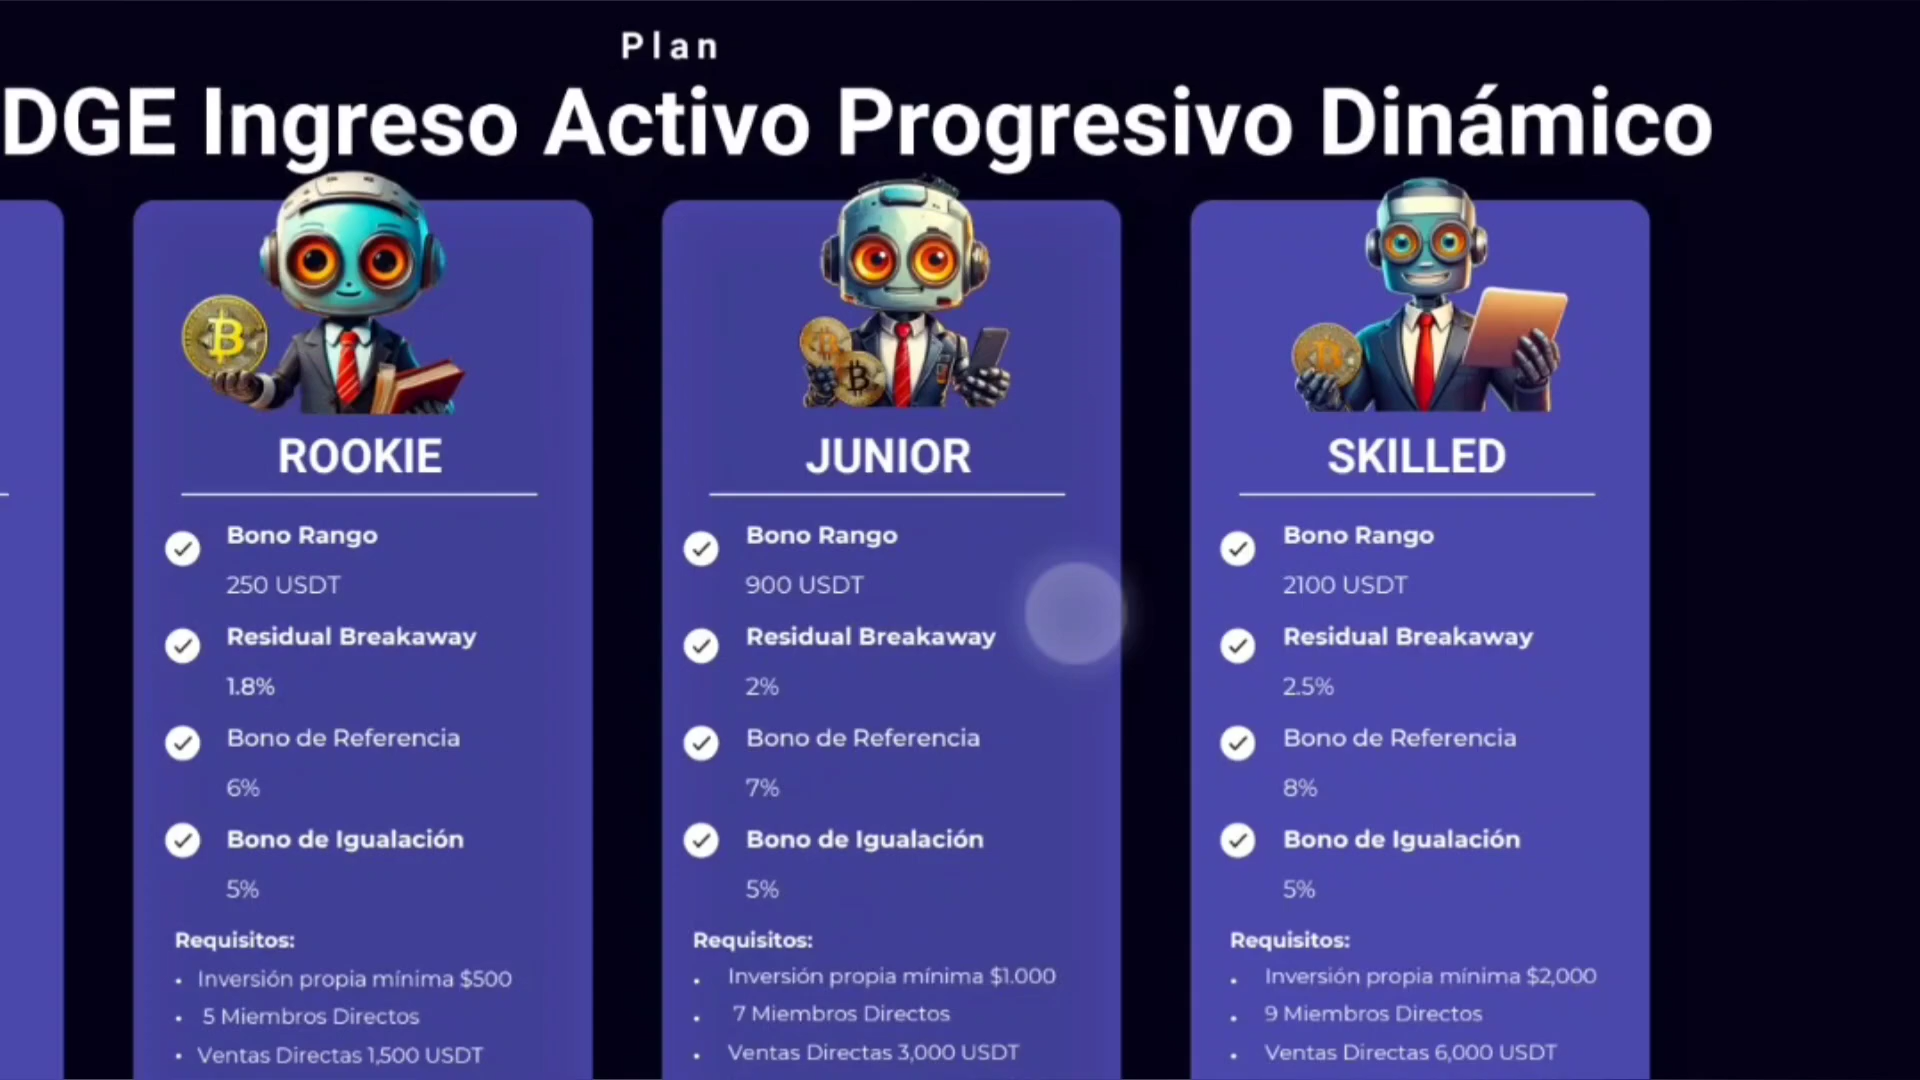 Plan
DGE Ingreso Activo Progresivo Dinámico
ROOKIE
Bono Rango
250 USDT
Residual Breakaway
1.8%
Bono de Referencia
6%
Bono de Igualación
5%
Requisitos:
• Inversión propia mínima $500
• 5 Miembros Directos
• Ventas Directas 1,500 USDT
JUNIOR
Bono Rango
900 USDT
Residual Breakaway
2%
Bono de Referencia
7%
Bono de Igualación
5%
Requisitos:
• Inversión propia mínima $1.000
• 7 Miembros Directos
• Ventas Directas 3,000 USDT
SKILLED
Bono Rango
2100 USDT
Residual Breakaway
2.5%
Bono de Referencia
8%
Bono de Igualación
5%
Requisitos:
• Inversión propia mínima $2,000
• 9 Miembros Directos
• Ventas Directas 6,000 USDT